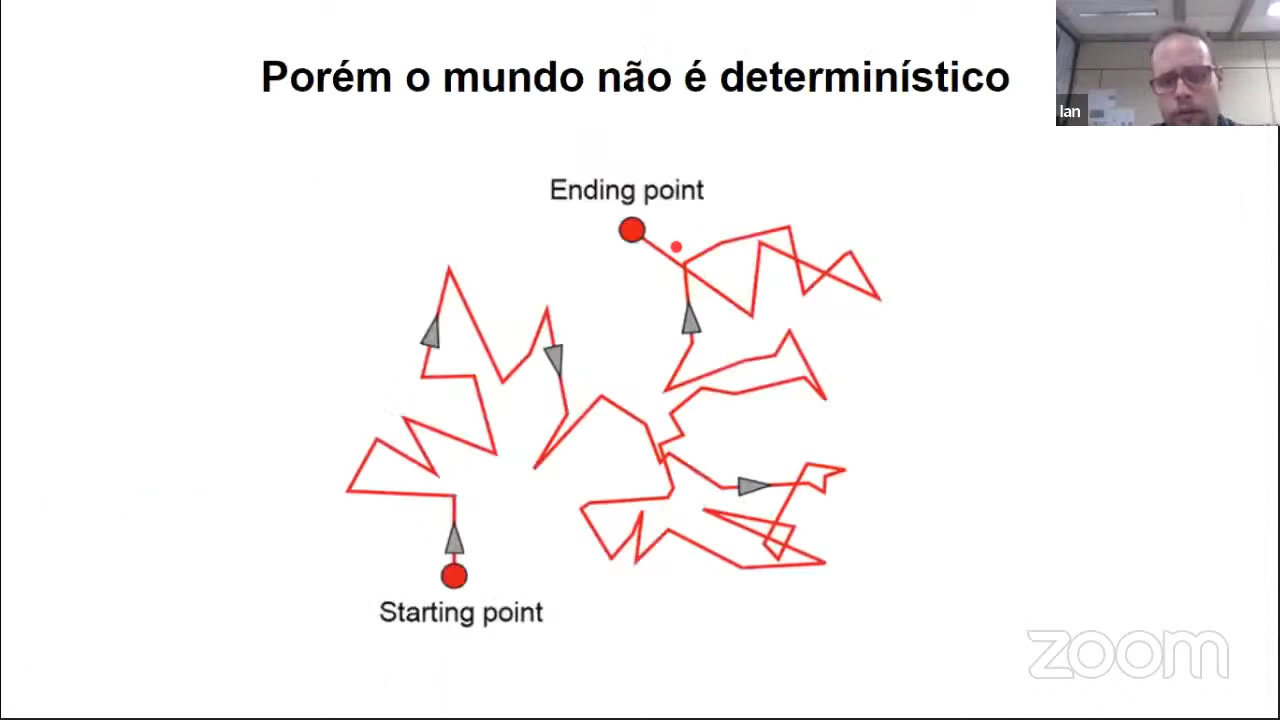 Porém o mundo não é determinístico
Ian
Ending point
Starting point
zoom